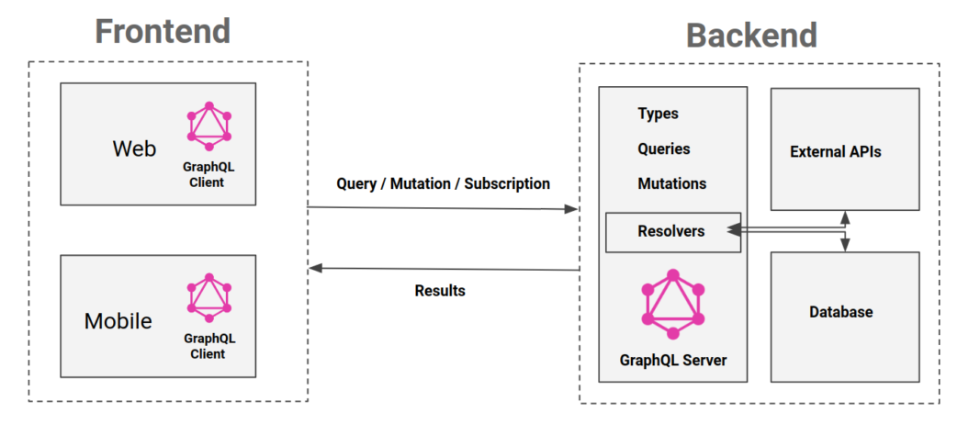 Frontend
Backend
Web
GraphQL
Client
Mobile
GraphQL
Client
Query / Mutation / Subscription
Results
Types
Queries
Mutations
Resolvers
GraphQL Server
External APIs
Database